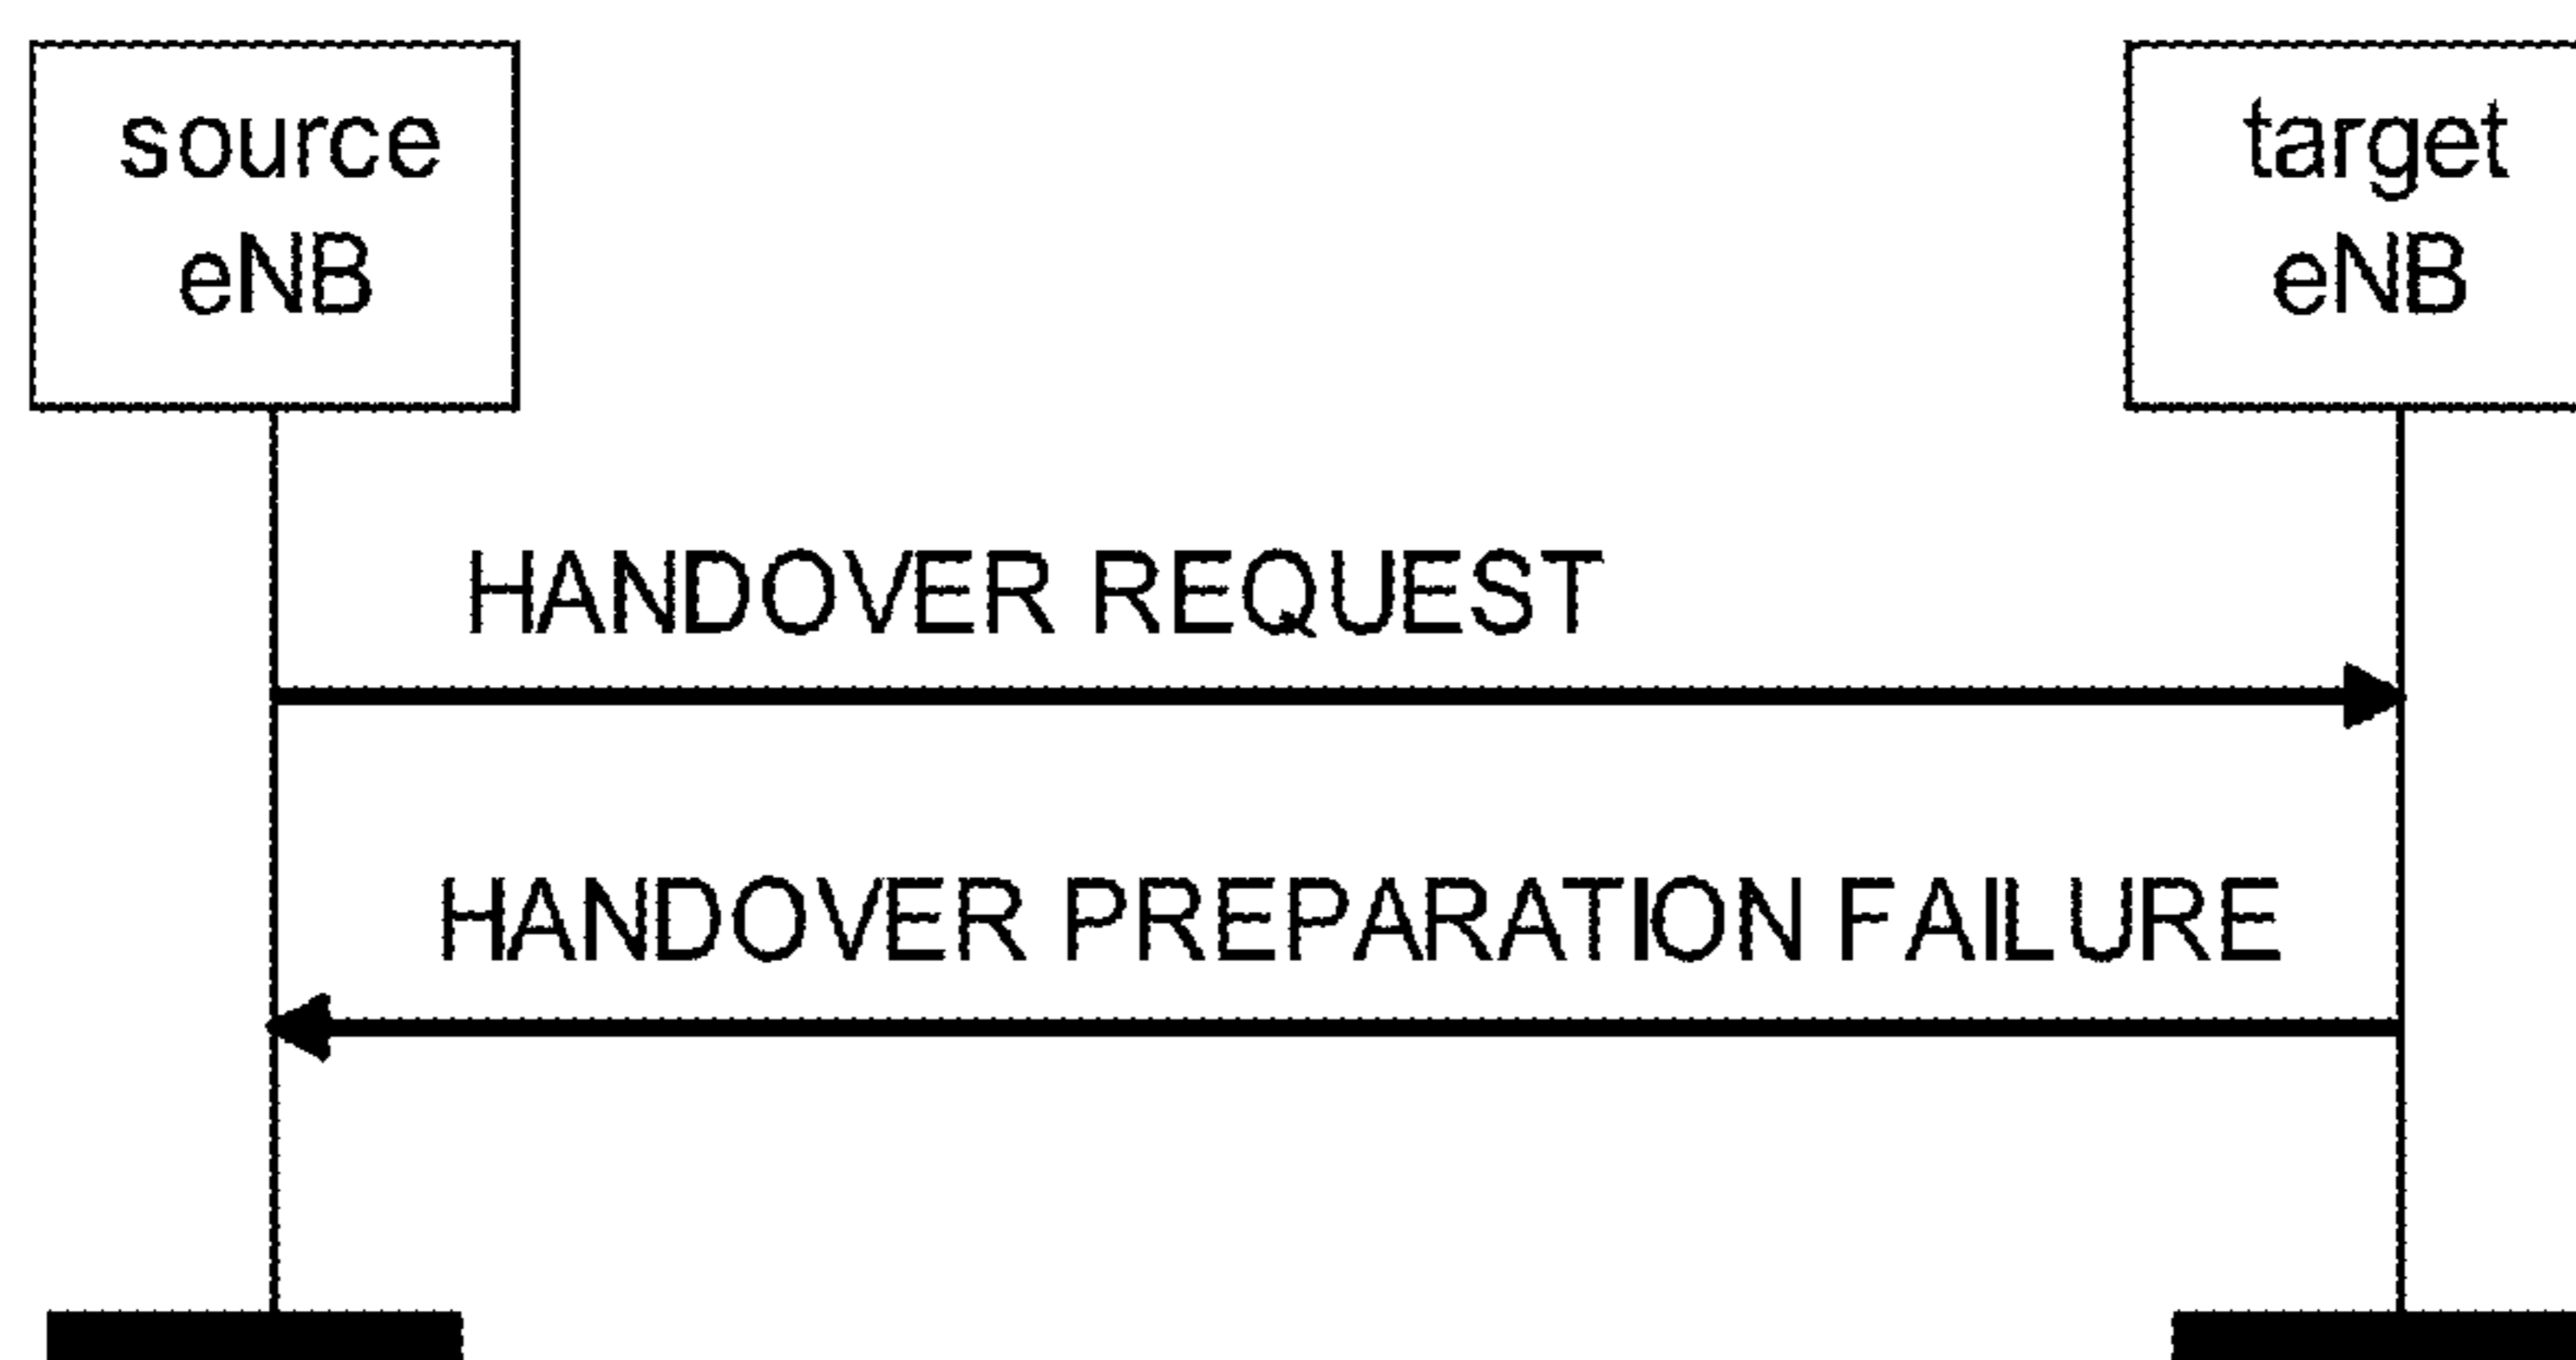 source
eNB
target
eNB
HANDOVER REQUEST
HANDOVER PREPARATION FAILURE